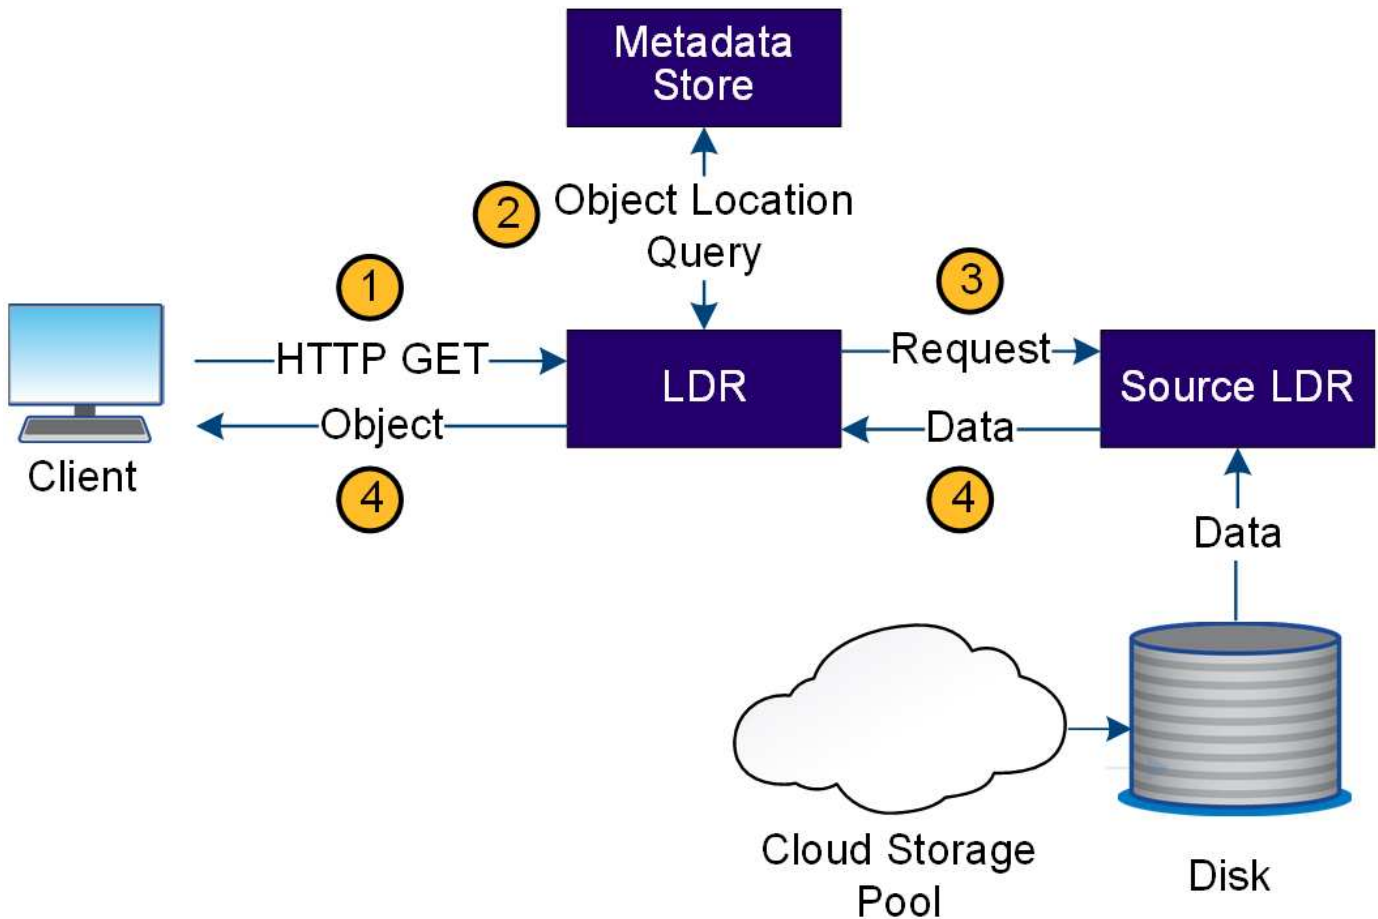 Metadata
Store
2
Object Location
Query
1
3
HTTP GET
Request
LDR
Source LDR
Object
Data
Client
4
4
Data
Cloud Storage
Pool
Disk